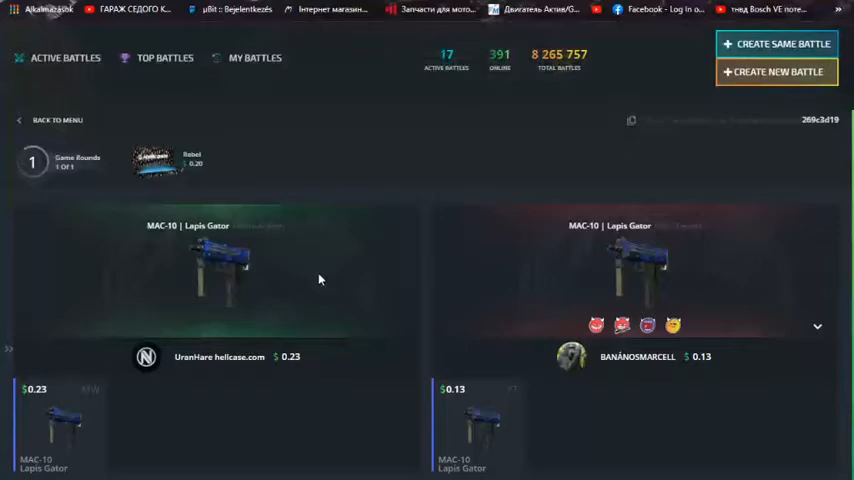 Ajkalmazások ГАРАЖ СЕДОГО К... µBit :: Bejelentkezés Інтернет магазин... Запчасти для мото... Двигатель Актив/G... Facebook - Log In o... тнвд Bosch VE поте... »
ACTIVE BATTLES TOP BATTLES MY BATTLES
17 391 8 265 757
ACTIVE BATTLES ONLINE TOTAL BATTLES
+ CREATE SAME BATTLE
+ CREATE NEW BATTLE
BACK TO MENU
269c3d19
1 Game Rounds
1 Of 1
Rebel
$ 0.20
MAC-10 | Lapis Gator
MAC-10 | Lapis Gator
UranHare hellcase.com $ 0.23
BANÁNOSMARCELL $ 0.13
$0.23 MW
MAC-10
Lapis Gator
$0.13 FT
MAC-10
Lapis Gator